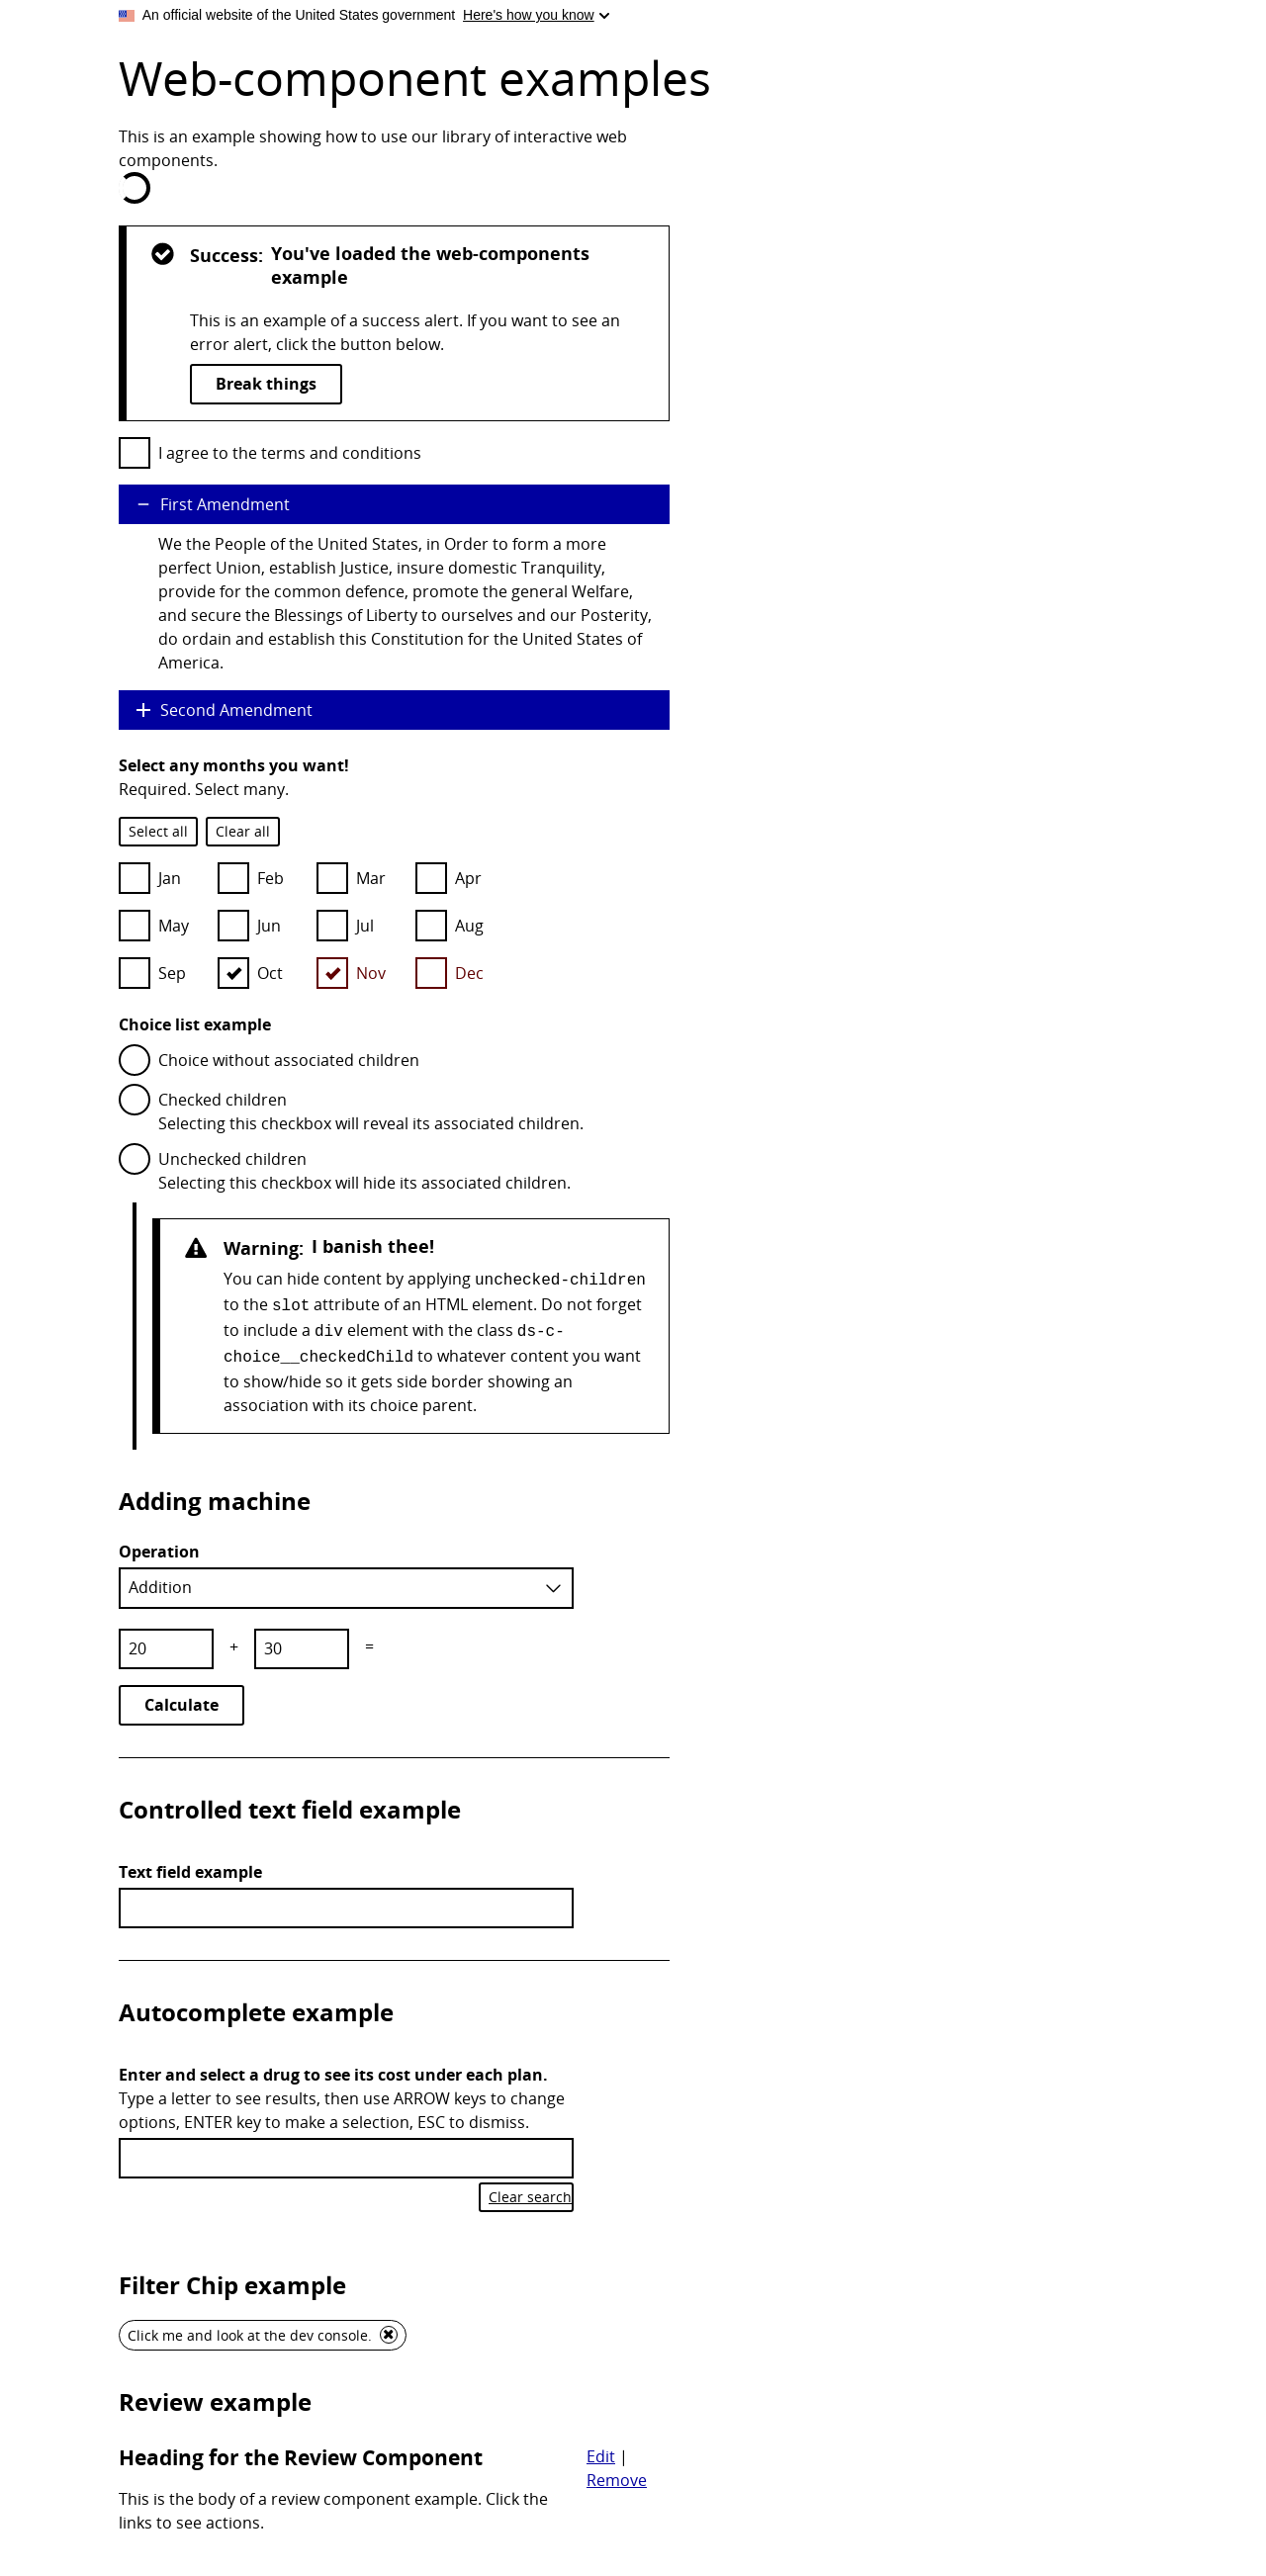 An official website of the United States government Here's how you know
Web-component examples
This is an example showing how to use our library of interactive web
components.
Success: You've loaded the web-components
example
This is an example of a success alert. If you want to see an
error alert, click the button below.
Break things
I agree to the terms and conditions
First Amendment
We the People of the United States, in Order to form a more
perfect Union, establish Justice, insure domestic Tranquility,
provide for the common defence, promote the general Welfare,
and secure the Blessings of Liberty to ourselves and our Posterity,
do ordain and establish this Constitution for the United States of
America.
Second Amendment
Select any months you want!
Required. Select many.
Select all Clear all
Jan Feb Mar Apr
May Jun Jul Aug
Sep Oct Nov Dec
Choice list example
Choice without associated children
Checked children
Selecting this checkbox will reveal its associated children.
Unchecked children
Selecting this checkbox will hide its associated children.
Warning: I banish thee!
You can hide content by applying unchecked-children
to the slot attribute of an HTML element. Do not forget
to include a div element with the class ds-c-
choice__checkedChild to whatever content you want
to show/hide so it gets side border showing an
association with its choice parent.
Adding machine
Operation
Addition
20 + 30 =
Calculate
Controlled text field example
Text field example
Autocomplete example
Enter and select a drug to see its cost under each plan.
Type a letter to see results, then use ARROW keys to change
options, ENTER key to make a selection, ESC to dismiss.
Clear search
Filter Chip example
Click me and look at the dev console.
Review example
Heading for the Review Component
Edit |
Remove
This is the body of a review component example. Click the
links to see actions.